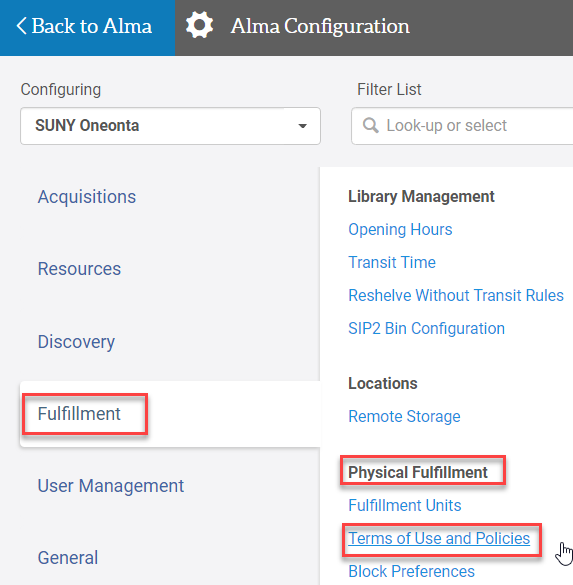 Back to Alma
Alma Configuration
Configuring
SUNY Oneonta
Filter List
Look-up or select
Acquisitions
Resources
Discovery
Fulfillment
User Management
General
Library Management
Opening Hours
Transit Time
Reshelve Without Transit Rules
SIP2 Bin Configuration
Locations
Remote Storage
Physical Fulfillment
Fulfillment Units
Terms of Use and Policies
Block Preferences